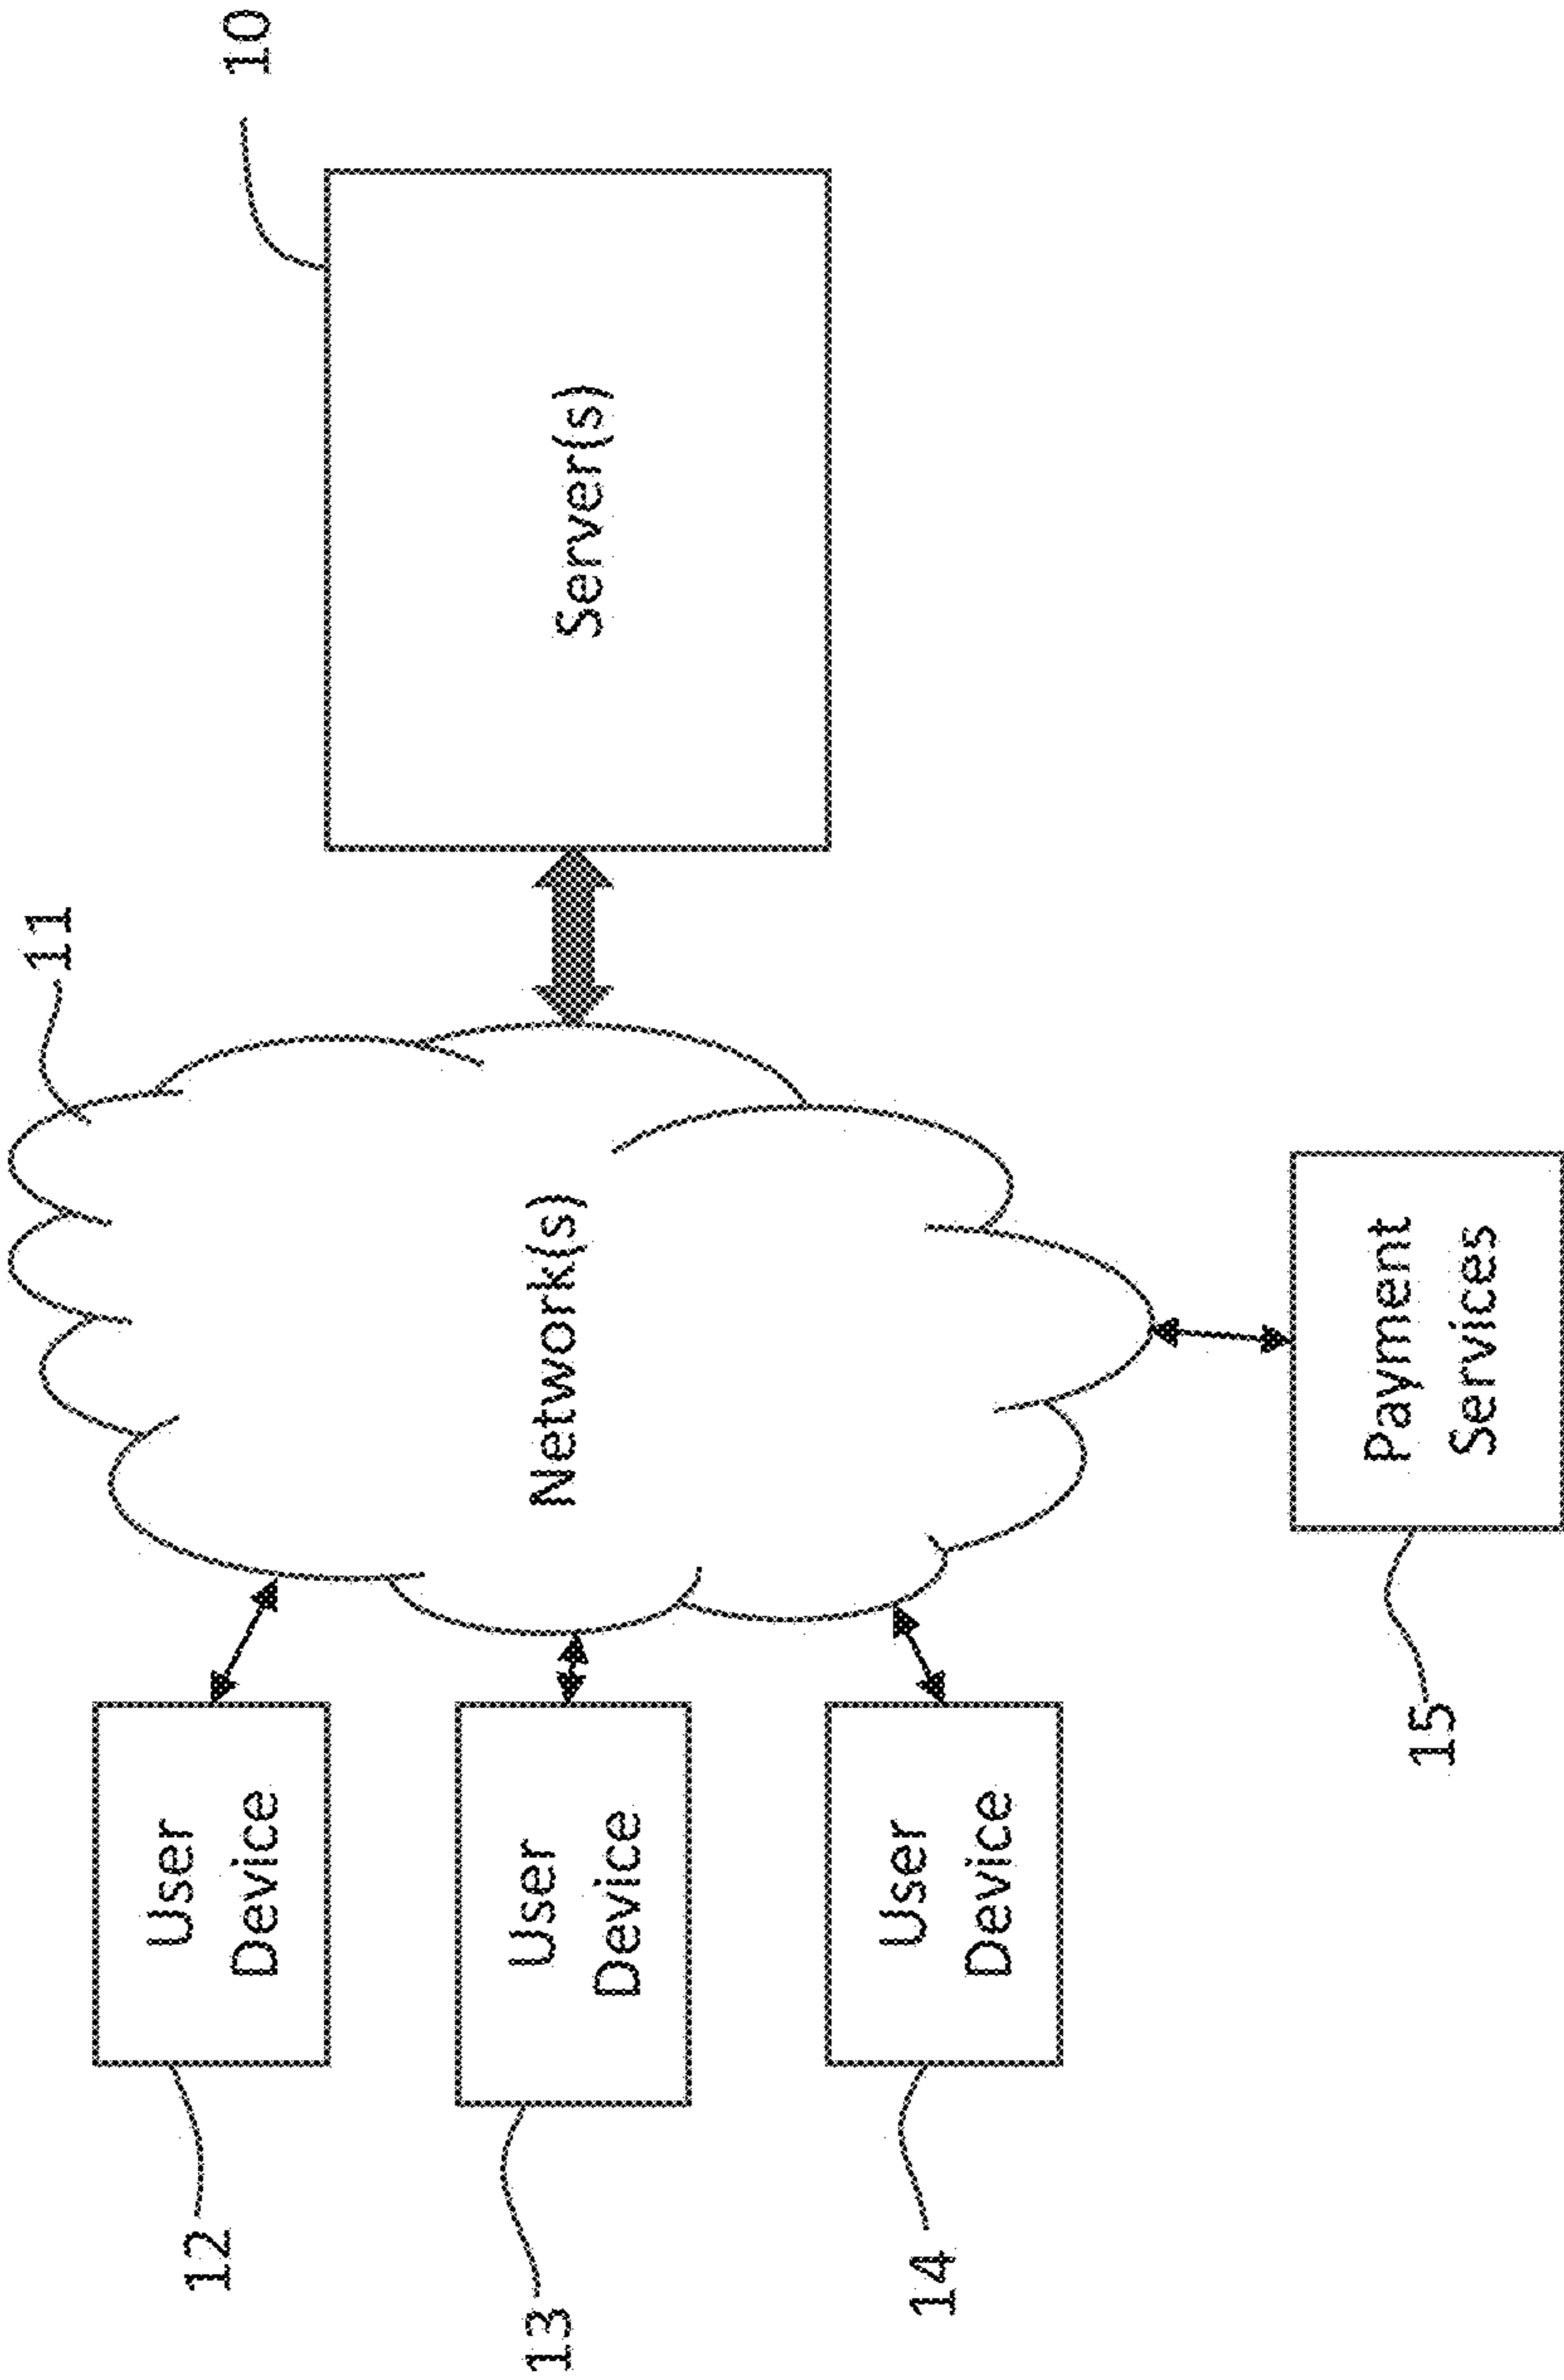 11
10
12
User
Device
13
User
Device
Network(s)
Server(s)
14
User
Device
15
Payment
Services